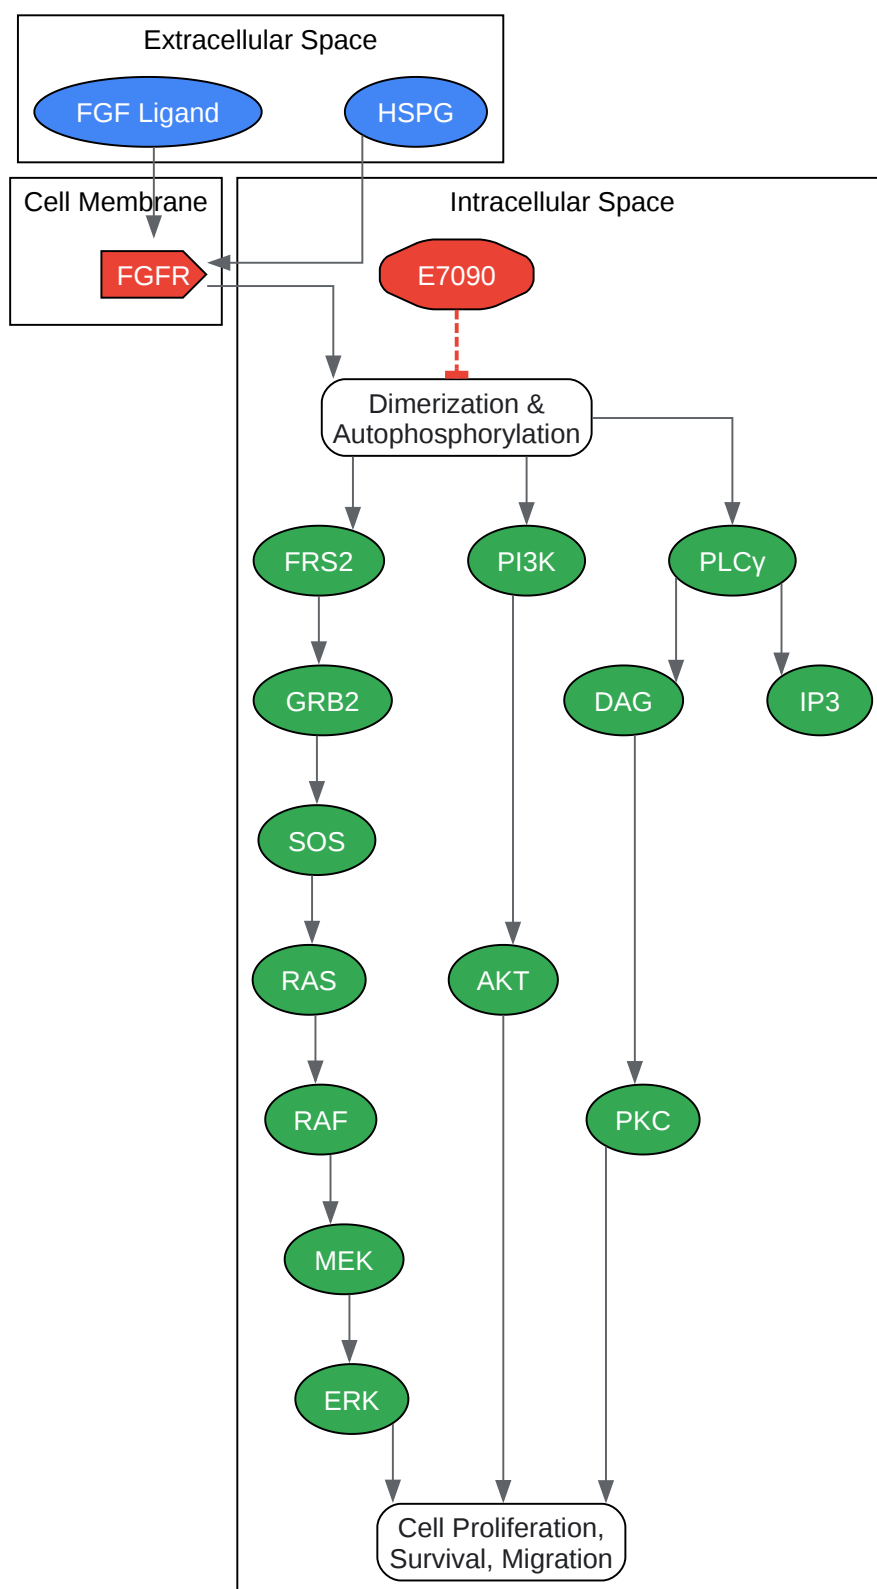 Extracellular Space
FGF Ligand
HSPG
Cell Membrane
Intracellular Space
FGFR
E7090
Dimerization &
Autophosphorylation
FRS2
PI3K
PLCγ
GRB2
DAG
IP3
SOS
RAS
AKT
RAF
PKC
MEK
ERK
Cell Proliferation,
Survival, Migration